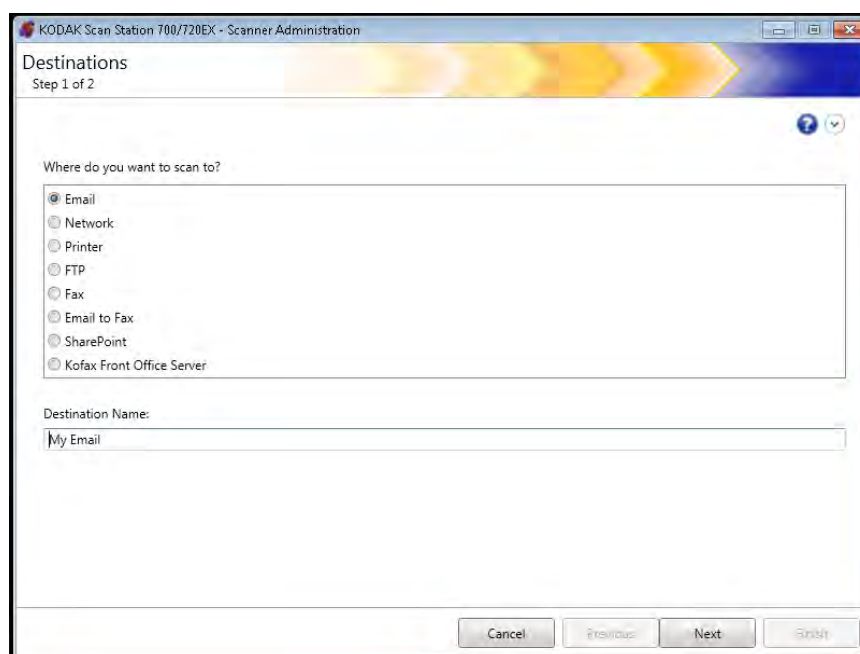 KODAK Scan Station 700/720EX - Scanner Administration
Destinations
Step 1 of 2
Where do you want to scan to?
Email
Network
Printer
FTP
Fax
Email to Fax
SharePoint
Kofax Front Office Server
Destination Name:
My Email
Cancel Previous Next Finish